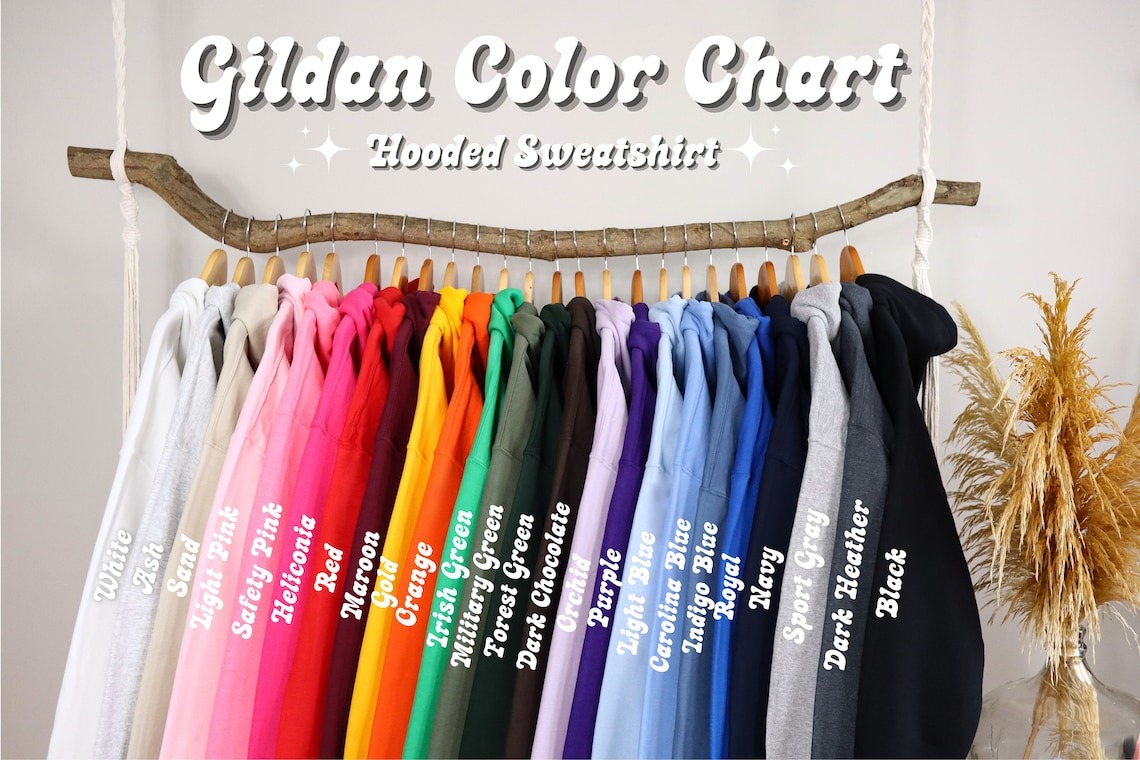 Gildan Color Chart
Hooded Sweatshirt
White
Ash
Sand
Light Pink
Safety Pink
Heliconia
Red
Maroon
Gold
Orange
Irish Green
Military Green
Forest Green
Dark Chocolate
Orchid
Purple
Light Blue
Carolina Blue
Indigo Blue
Royal
Navy
Sport Gray
Dark Heather
Black